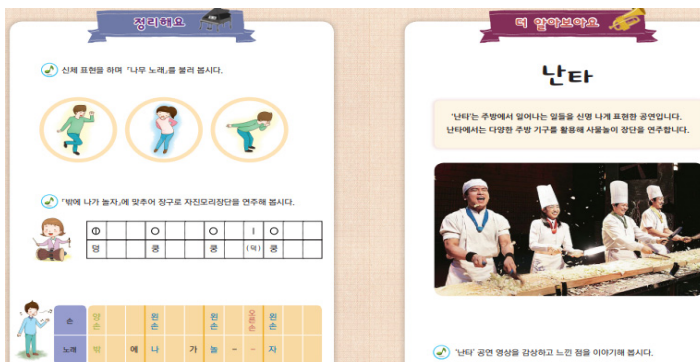 정리해요
신체 표현을 하며 「나무 노래」를 불러 봅시다.
「밖에 나가 놀자」에 맞추어 장구로 자진모리장단을 연주해 봅시다.
덩 쿵 쿵 (덕) 쿵
손 양손 왼손 왼손 오른손 왼손
노래 밖 에 나 가 놀 - - 자
더 알아보아요
난타
'난타'는 주방에서 일어나는 일들을 신명 나게 표현한 공연입니다.
난타에서는 다양한 주방 기구를 활용해 사물놀이 장단을 연주합니다.
'난타' 공연 영상을 감상하고 느낀 점을 이야기해 봅시다.